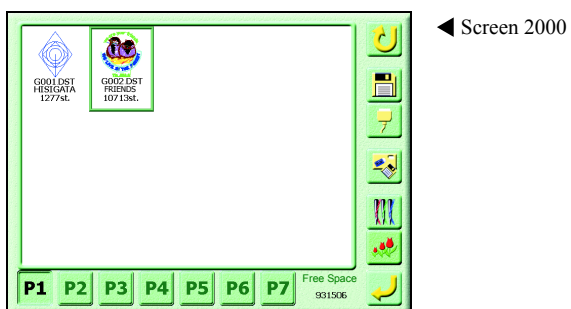 ◀ Screen 2000
G001.DST
HISIGATA
1277st.
G002.DST
FRIENDS
10713st.
P1 P2 P3 P4 P5 P6 P7
Free Space
931506